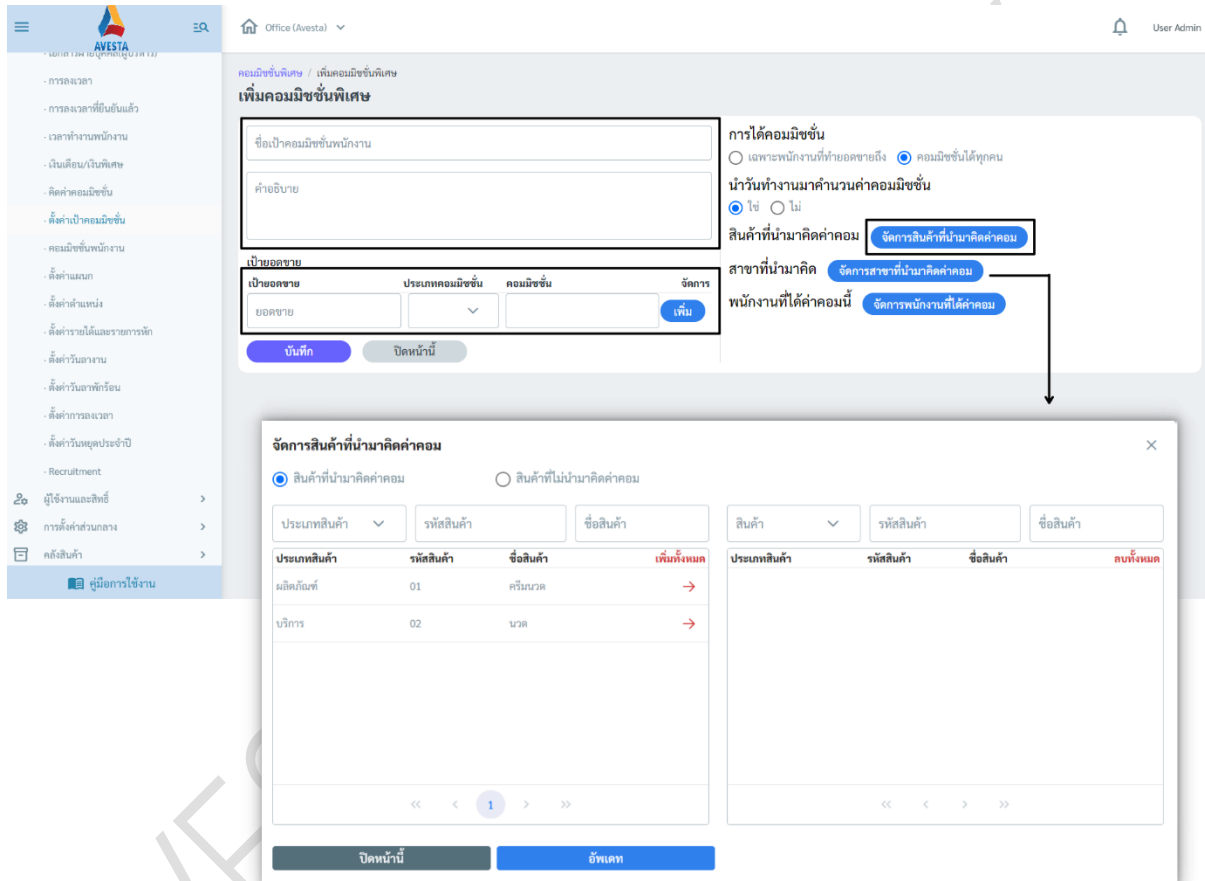 AVESTA
Office (Avesta)
User Admin
- การลงเวลา
- การลงเวลาที่ยืนยันแล้ว
- เวลาทำงานพนักงาน
- เงินเดือน/เงินพิเศษ
- คิดค่าคอมมิชชั่น
- ตั้งค่าเป้าคอมมิชชั่น
- คอมมิชชั่นพนักงาน
- ตั้งค่าแผนก
- ตั้งค่าตำแหน่ง
- ตั้งค่ารายได้และรายการหัก
- ตั้งค่าวันลางาน
- ตั้งค่าวันลาพักร้อน
- ตั้งค่าการลงเวลา
- ตั้งค่าวันหยุดประจำปี
- Recruitment
ผู้ใช้งานและสิทธิ์
การตั้งค่าส่วนกลาง
คลังสินค้า
คู่มือการใช้งาน
คอมมิชชั่นพิเศษ / เพิ่มคอมมิชชั่นพิเศษ
เพิ่มคอมมิชชั่นพิเศษ
ชื่อเป้าคอมมิชชั่นพนักงาน
คำอธิบาย
เป้ายอดขาย
เป้ายอดขาย ประเภทคอมมิชชั่น คอมมิชชั่น จัดการ
ยอดขาย เพิ่ม
บันทึก ปิดหน้านี้
การได้คอมมิชชั่น
เฉพาะพนักงานที่ทำยอดขายถึง คอมมิชชั่นได้ทุกคน
นำวันทำงานมาคำนวนค่าคอมมิชชั่น
ใช่ ไม่
สินค้าที่นำมาคิดค่าคอม จัดการสินค้าที่นำมาคิดค่าคอม
สาขาที่นำมาคิด จัดการสาขาที่นำมาคิดค่าคอม
พนักงานที่ได้ค่าคอมนี้ จัดการพนักงานที่ได้ค่าคอม
จัดการสินค้าที่นำมาคิดค่าคอม
สินค้าที่นำมาคิดค่าคอม สินค้าที่ไม่นำมาคิดค่าคอม
ประเภทสินค้า รหัสสินค้า ชื่อสินค้า สินค้า รหัสสินค้า ชื่อสินค้า
ประเภทสินค้า รหัสสินค้า ชื่อสินค้า เพิ่มทั้งหมด ประเภทสินค้า รหัสสินค้า ชื่อสินค้า ลบทั้งหมด
ผลิตภัณฑ์ 01 ครีมนวด
บริการ 02 นวด
1
ปิดหน้านี้ อัพเดท